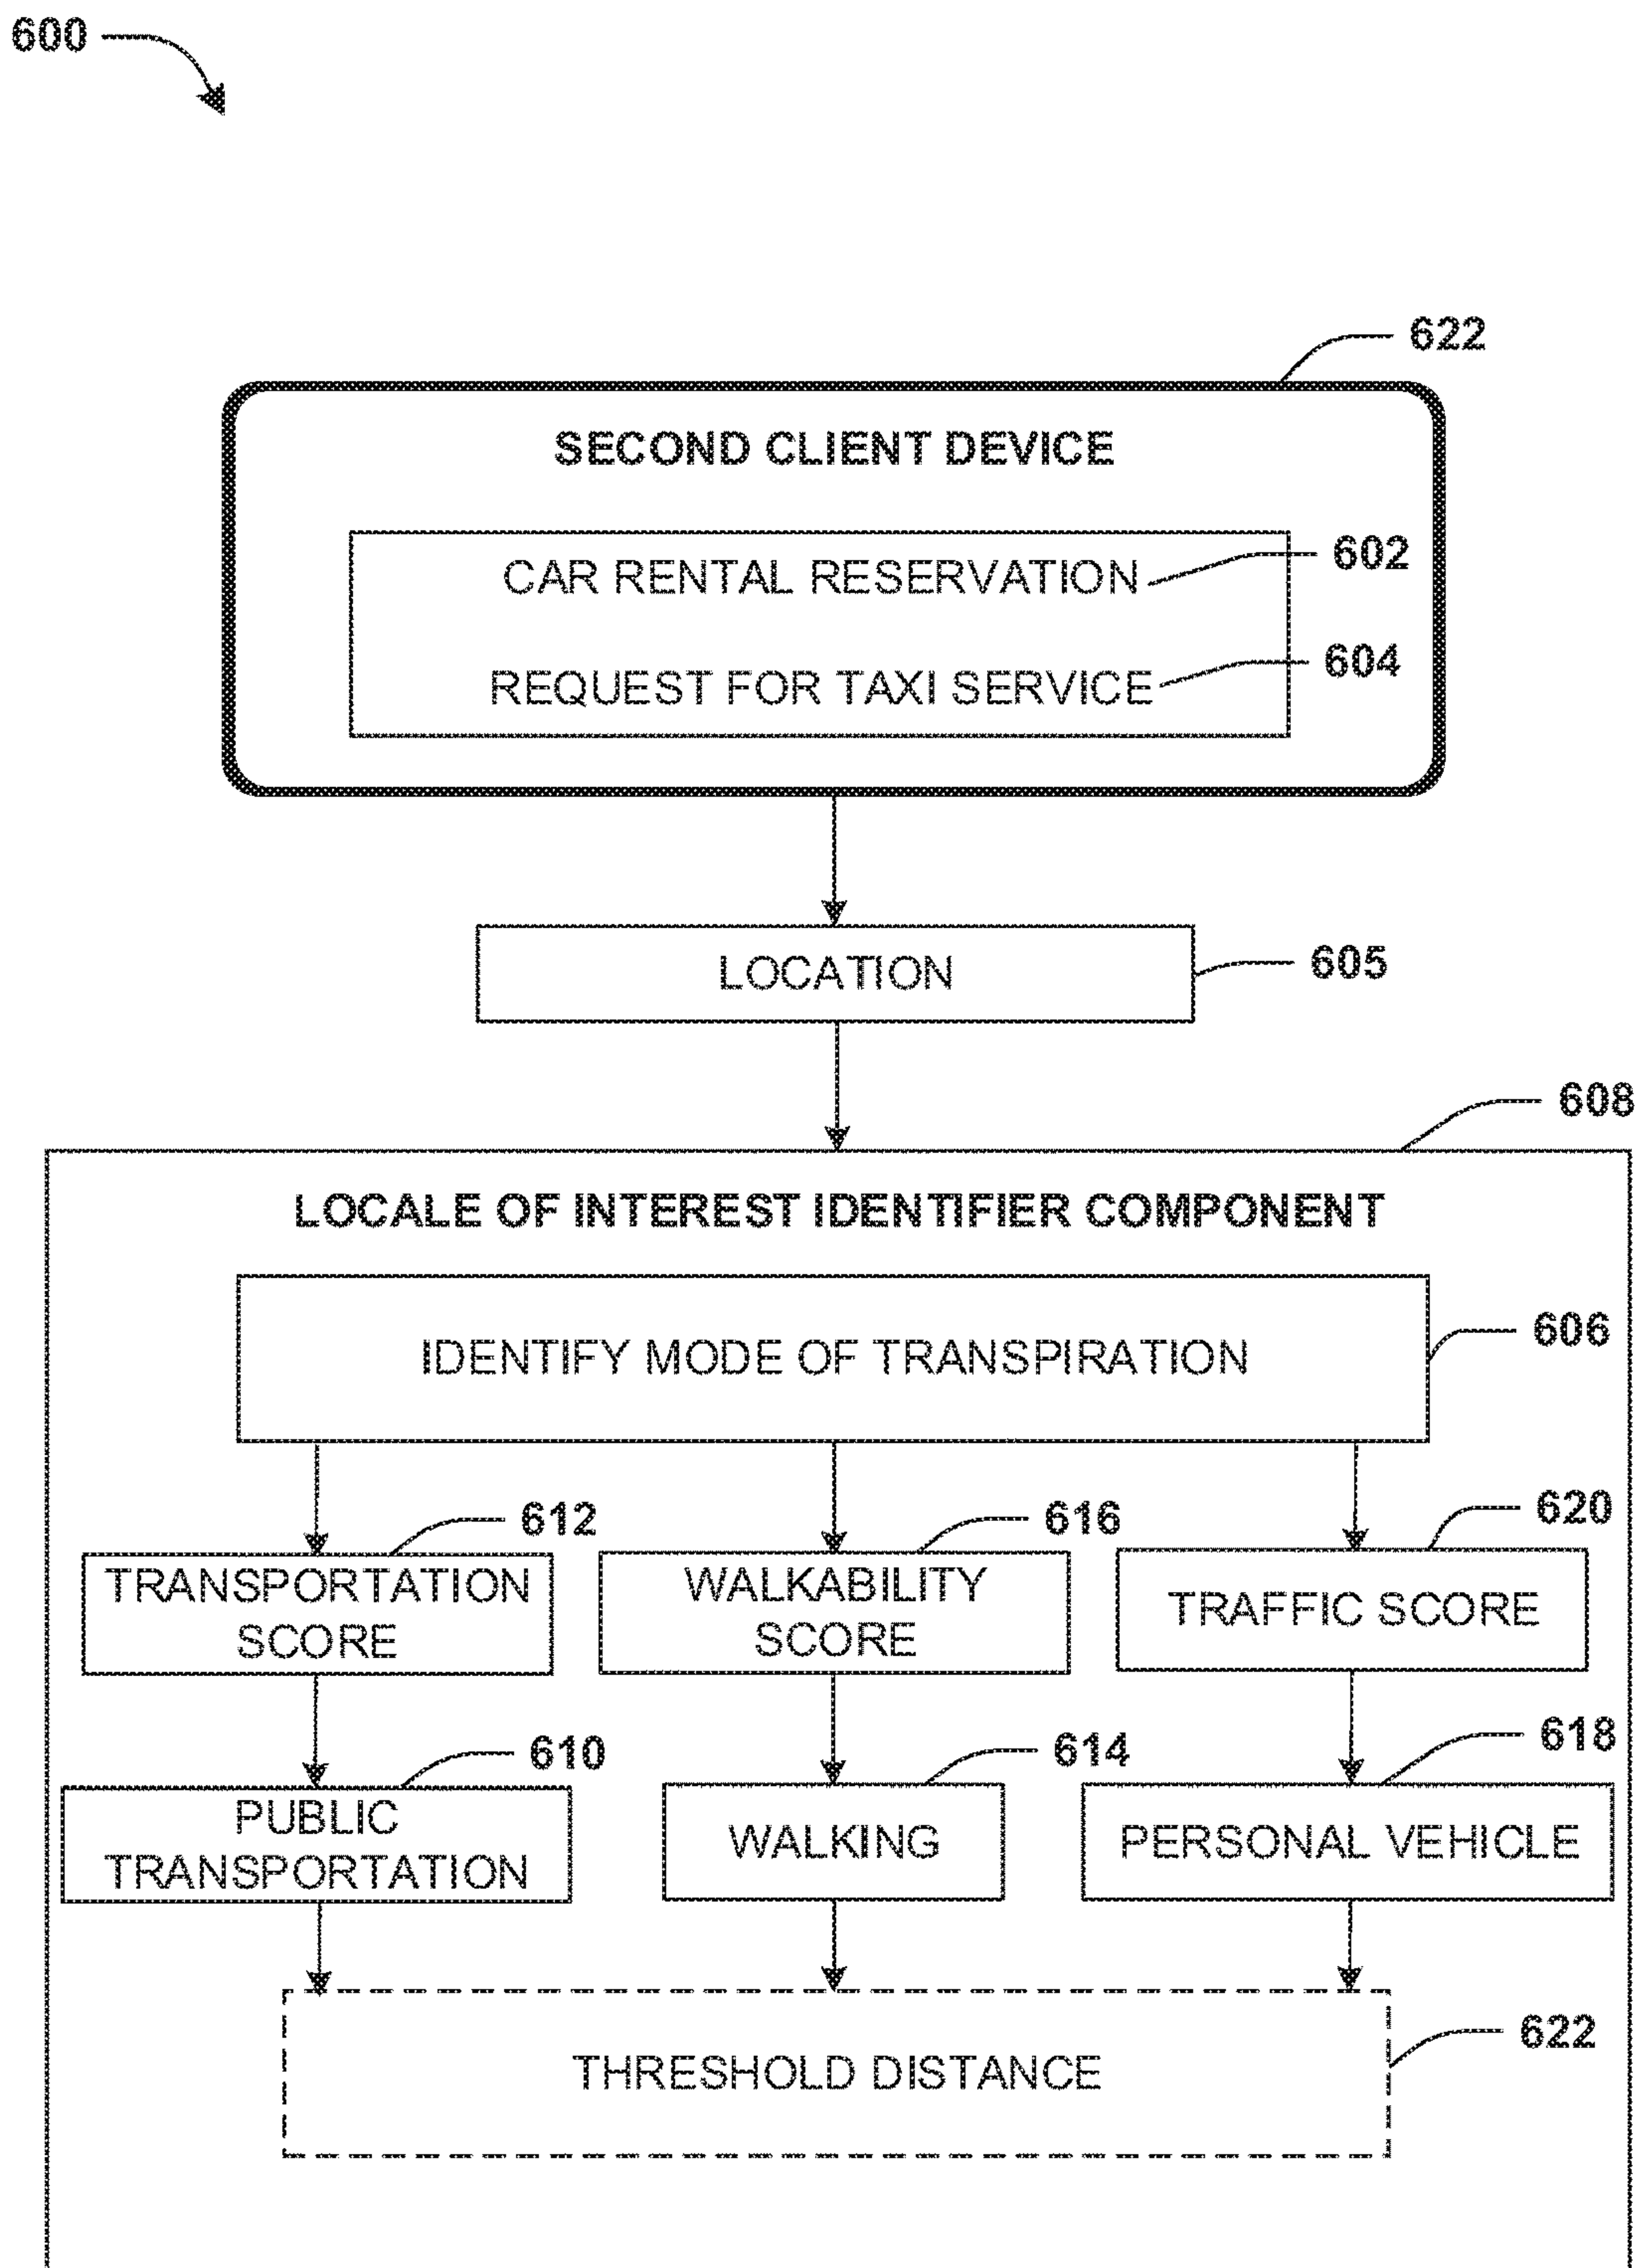 600
622
SECOND CLIENT DEVICE
CAR RENTAL RESERVATION
602
REQUEST FOR TAXI SERVICE
604
LOCATION
605
608
LOCALE OF INTEREST IDENTIFIER COMPONENT
IDENTIFY MODE OF TRANSPIRATION
606
612
616
620
TRANSPORTATION
SCORE
WALKABILITY
SCORE
TRAFFIC SCORE
610
614
618
PUBLIC
TRANSPORTATION
WALKING
PERSONAL VEHICLE
THRESHOLD DISTANCE
622